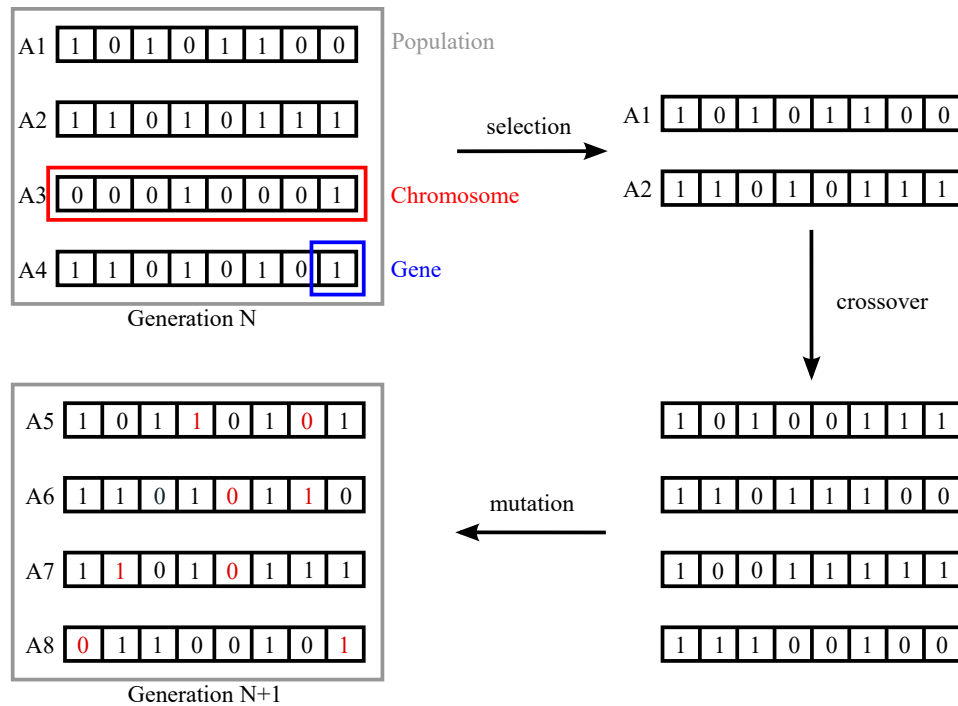 A1 1 0 1 0 1 1 0 0 Population
A2 1 1 0 1 0 1 1 1
A3 0 0 0 1 0 0 0 1 Chromosome
A4 1 1 0 1 0 1 0 1 Gene
Generation N
selection
A1 1 0 1 0 1 1 0 0
A2 1 1 0 1 0 1 1 1
crossover
1 0 1 0 0 1 1 1
1 1 0 1 1 1 0 0
1 0 0 1 1 1 1 1
1 1 1 0 0 1 0 0
mutation
A5 1 0 1 1 0 1 0 1
A6 1 1 0 1 0 1 1 0
A7 1 1 0 1 0 1 1 1
A8 0 1 1 0 0 1 0 1
Generation N+1